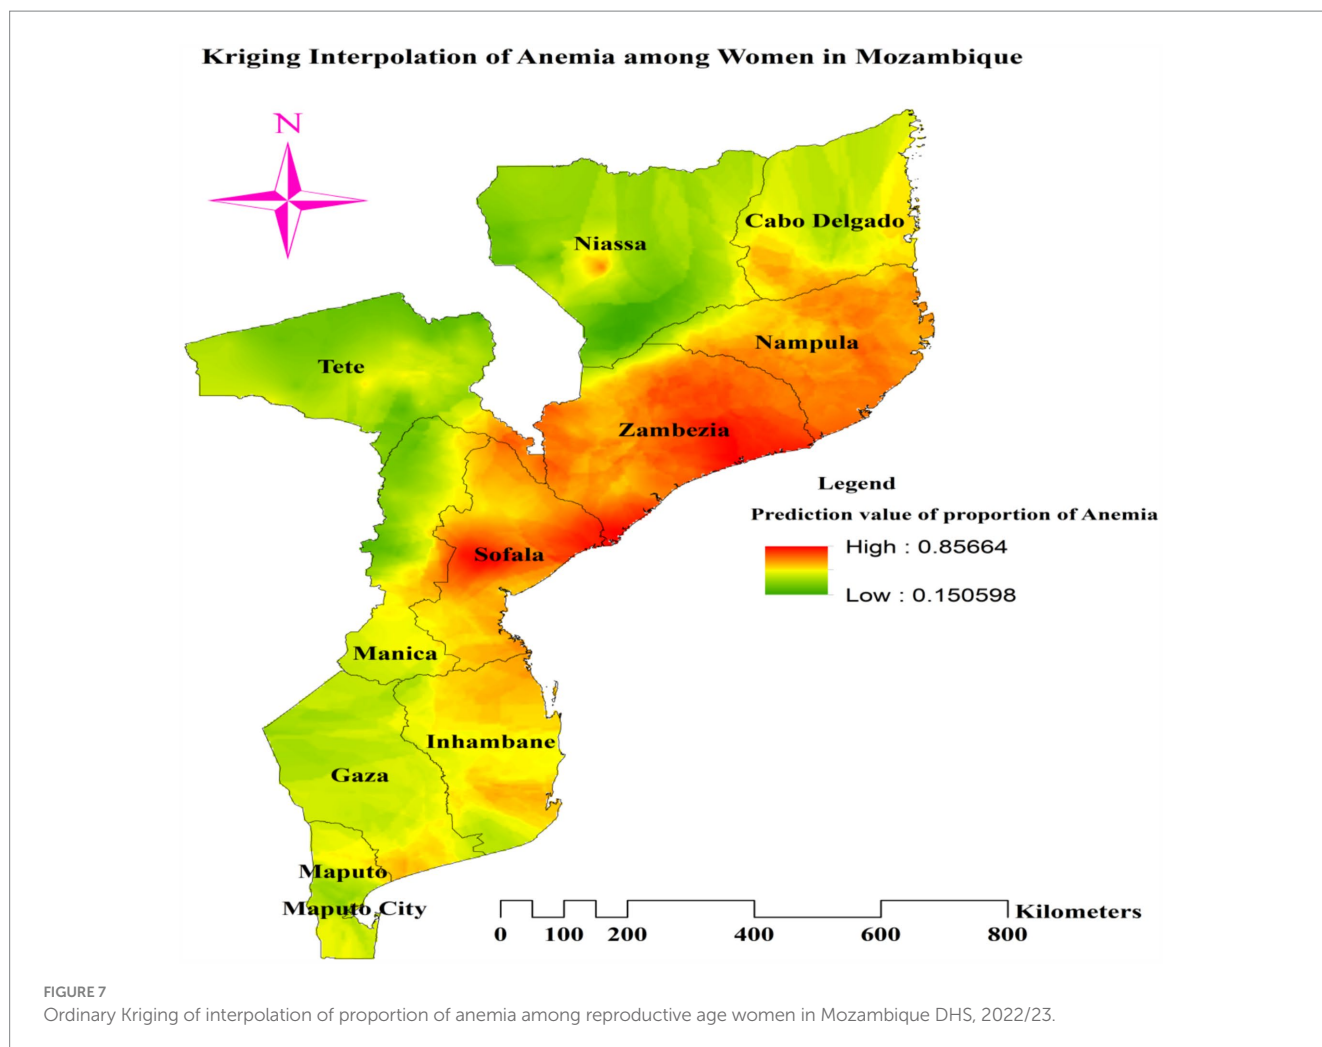 Kriging Interpolation of Anemia among Women in Mozambique
N
Cabo Delgado
Niassa
Nampula
Tete
Zambezia
Legend
Prediction value of proportion of Anemia
High : 0.85664
Low : 0.150598
Sofala
Manica
Inhambane
Gaza
Maputo
Maputo City
Kilometers
0 100 200 400 600 800
FIGURE 7
Ordinary Kriging of interpolation of proportion of anemia among reproductive age women in Mozambique DHS, 2022/23.